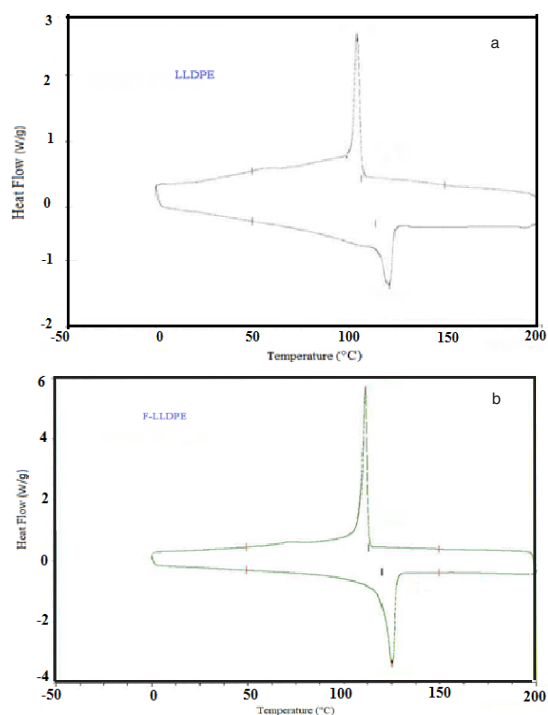 3
a
2
LLDPE
1
Heat Flow (W/g)
0
-1
-2
-50 0 50 100 150 200
Temperature (°C)
6
b
F-LLDPE
4
2
Heat Flow (W/g)
0
-2
-4
-50 0 50 100 150 200
Temperature (°C)